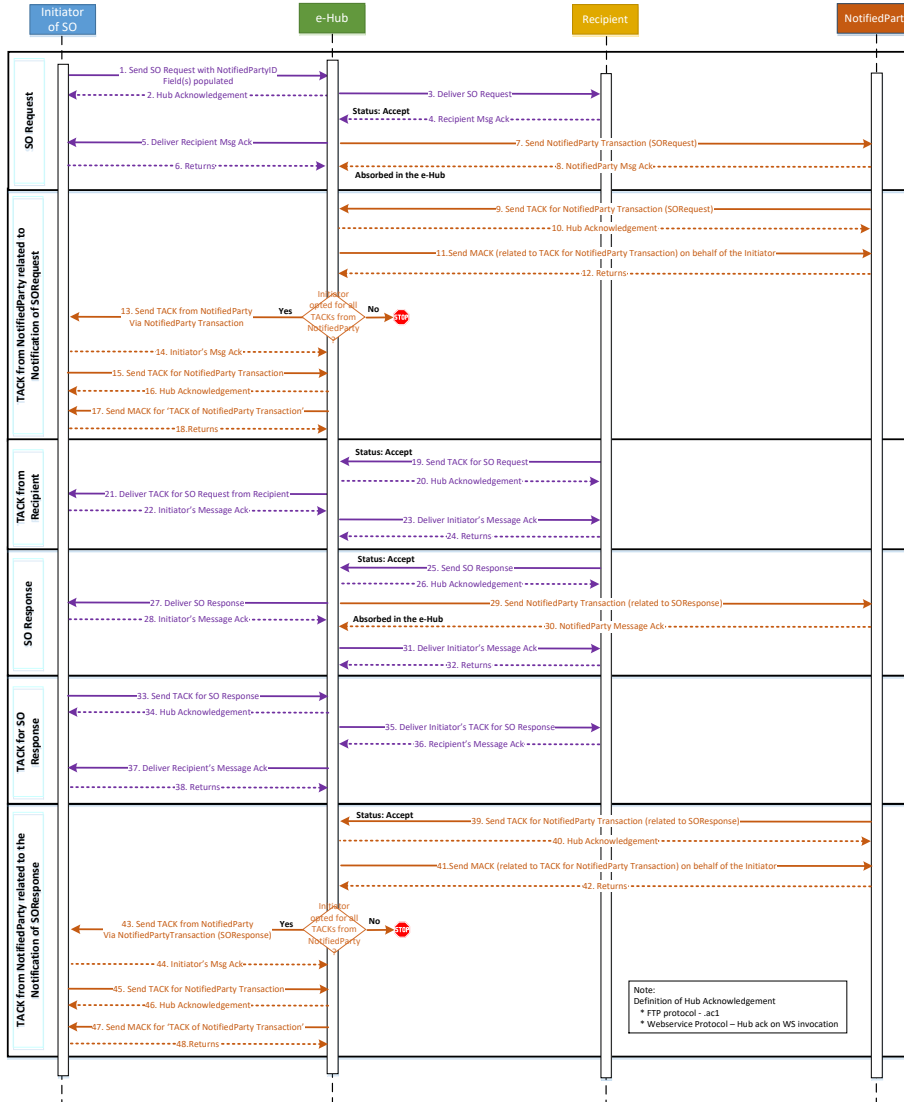 Initiator
of SO
e-Hub
Recipient
NotifiedPart
SO Request
1. Send SO Request with NotifiedPartyID
Field(s) populated
2. Hub Acknowledgement
3. Deliver SO Request
Status: Accept
4. Recipient Msg Ack
5. Deliver Recipient Msg Ack
7. Send NotifiedParty Transaction (SORequest)
6. Returns
8. NotifiedParty Msg Ack
Absorbed in the e-Hub
TACK from NotifiedParty related to
Notification of SORequest
9. Send TACK for NotifiedParty Transaction (SORequest)
10. Hub Acknowledgement
11.Send MACK (related to TACK for NotifiedParty Transaction) on behalf of the Initiator
12. Returns
Initiator
opted for all
TACKs from
NotifiedParty
?
Yes
No
STOP
13. Send TACK from NotifiedParty
Via NotifiedParty Transaction
14. Initiator's Msg Ack
15. Send TACK for NotifiedParty Transaction
16. Hub Acknowledgement
17. Send MACK for 'TACK of NotifiedParty Transaction'
18.Returns
TACK from
Recipient
Status: Accept
19. Send TACK for SO Request
20. Hub Acknowledgement
21. Deliver TACK for SO Request from Recipient
22. Initiator's Message Ack
23. Deliver Initiator's Message Ack
24. Returns
SO Response
Status: Accept
25. Send SO Response
26. Hub Acknowledgement
27. Deliver SO Response
29. Send NotifiedParty Transaction (related to SOResponse)
28. Initiator's Message Ack
Absorbed in the e-Hub
30. NotifiedParty Message Ack
31. Deliver Initiator's Message Ack
32. Returns
TACK for SO
Response
33. Send TACK for SO Response
34. Hub Acknowledgement
35. Deliver Initiator's TACK for SO Response
36. Recipient's Message Ack
37. Deliver Recipient's Message Ack
38. Returns
TACK from NotifiedParty related to the
Notification of SOResponse
Status: Accept
39. Send TACK for NotifiedParty Transaction (related to SOResponse)
40. Hub Acknowledgement
41.Send MACK (related to TACK for NotifiedParty Transaction) on behalf of the Initiator
42. Returns
Initiator
opted for all
TACKs from
NotifiedParty
?
Yes
No
STOP
43. Send TACK from NotifiedParty
Via NotifiedPartyTransaction (SOResponse)
44. Initiator's Msg Ack
45. Send TACK for NotifiedParty Transaction
46. Hub Acknowledgement
47. Send MACK for 'TACK of NotifiedParty Transaction'
48.Returns
Note:
Definition of Hub Acknowledgement
* FTP protocol - .ac1
* Webservice Protocol – Hub ack on WS invocation